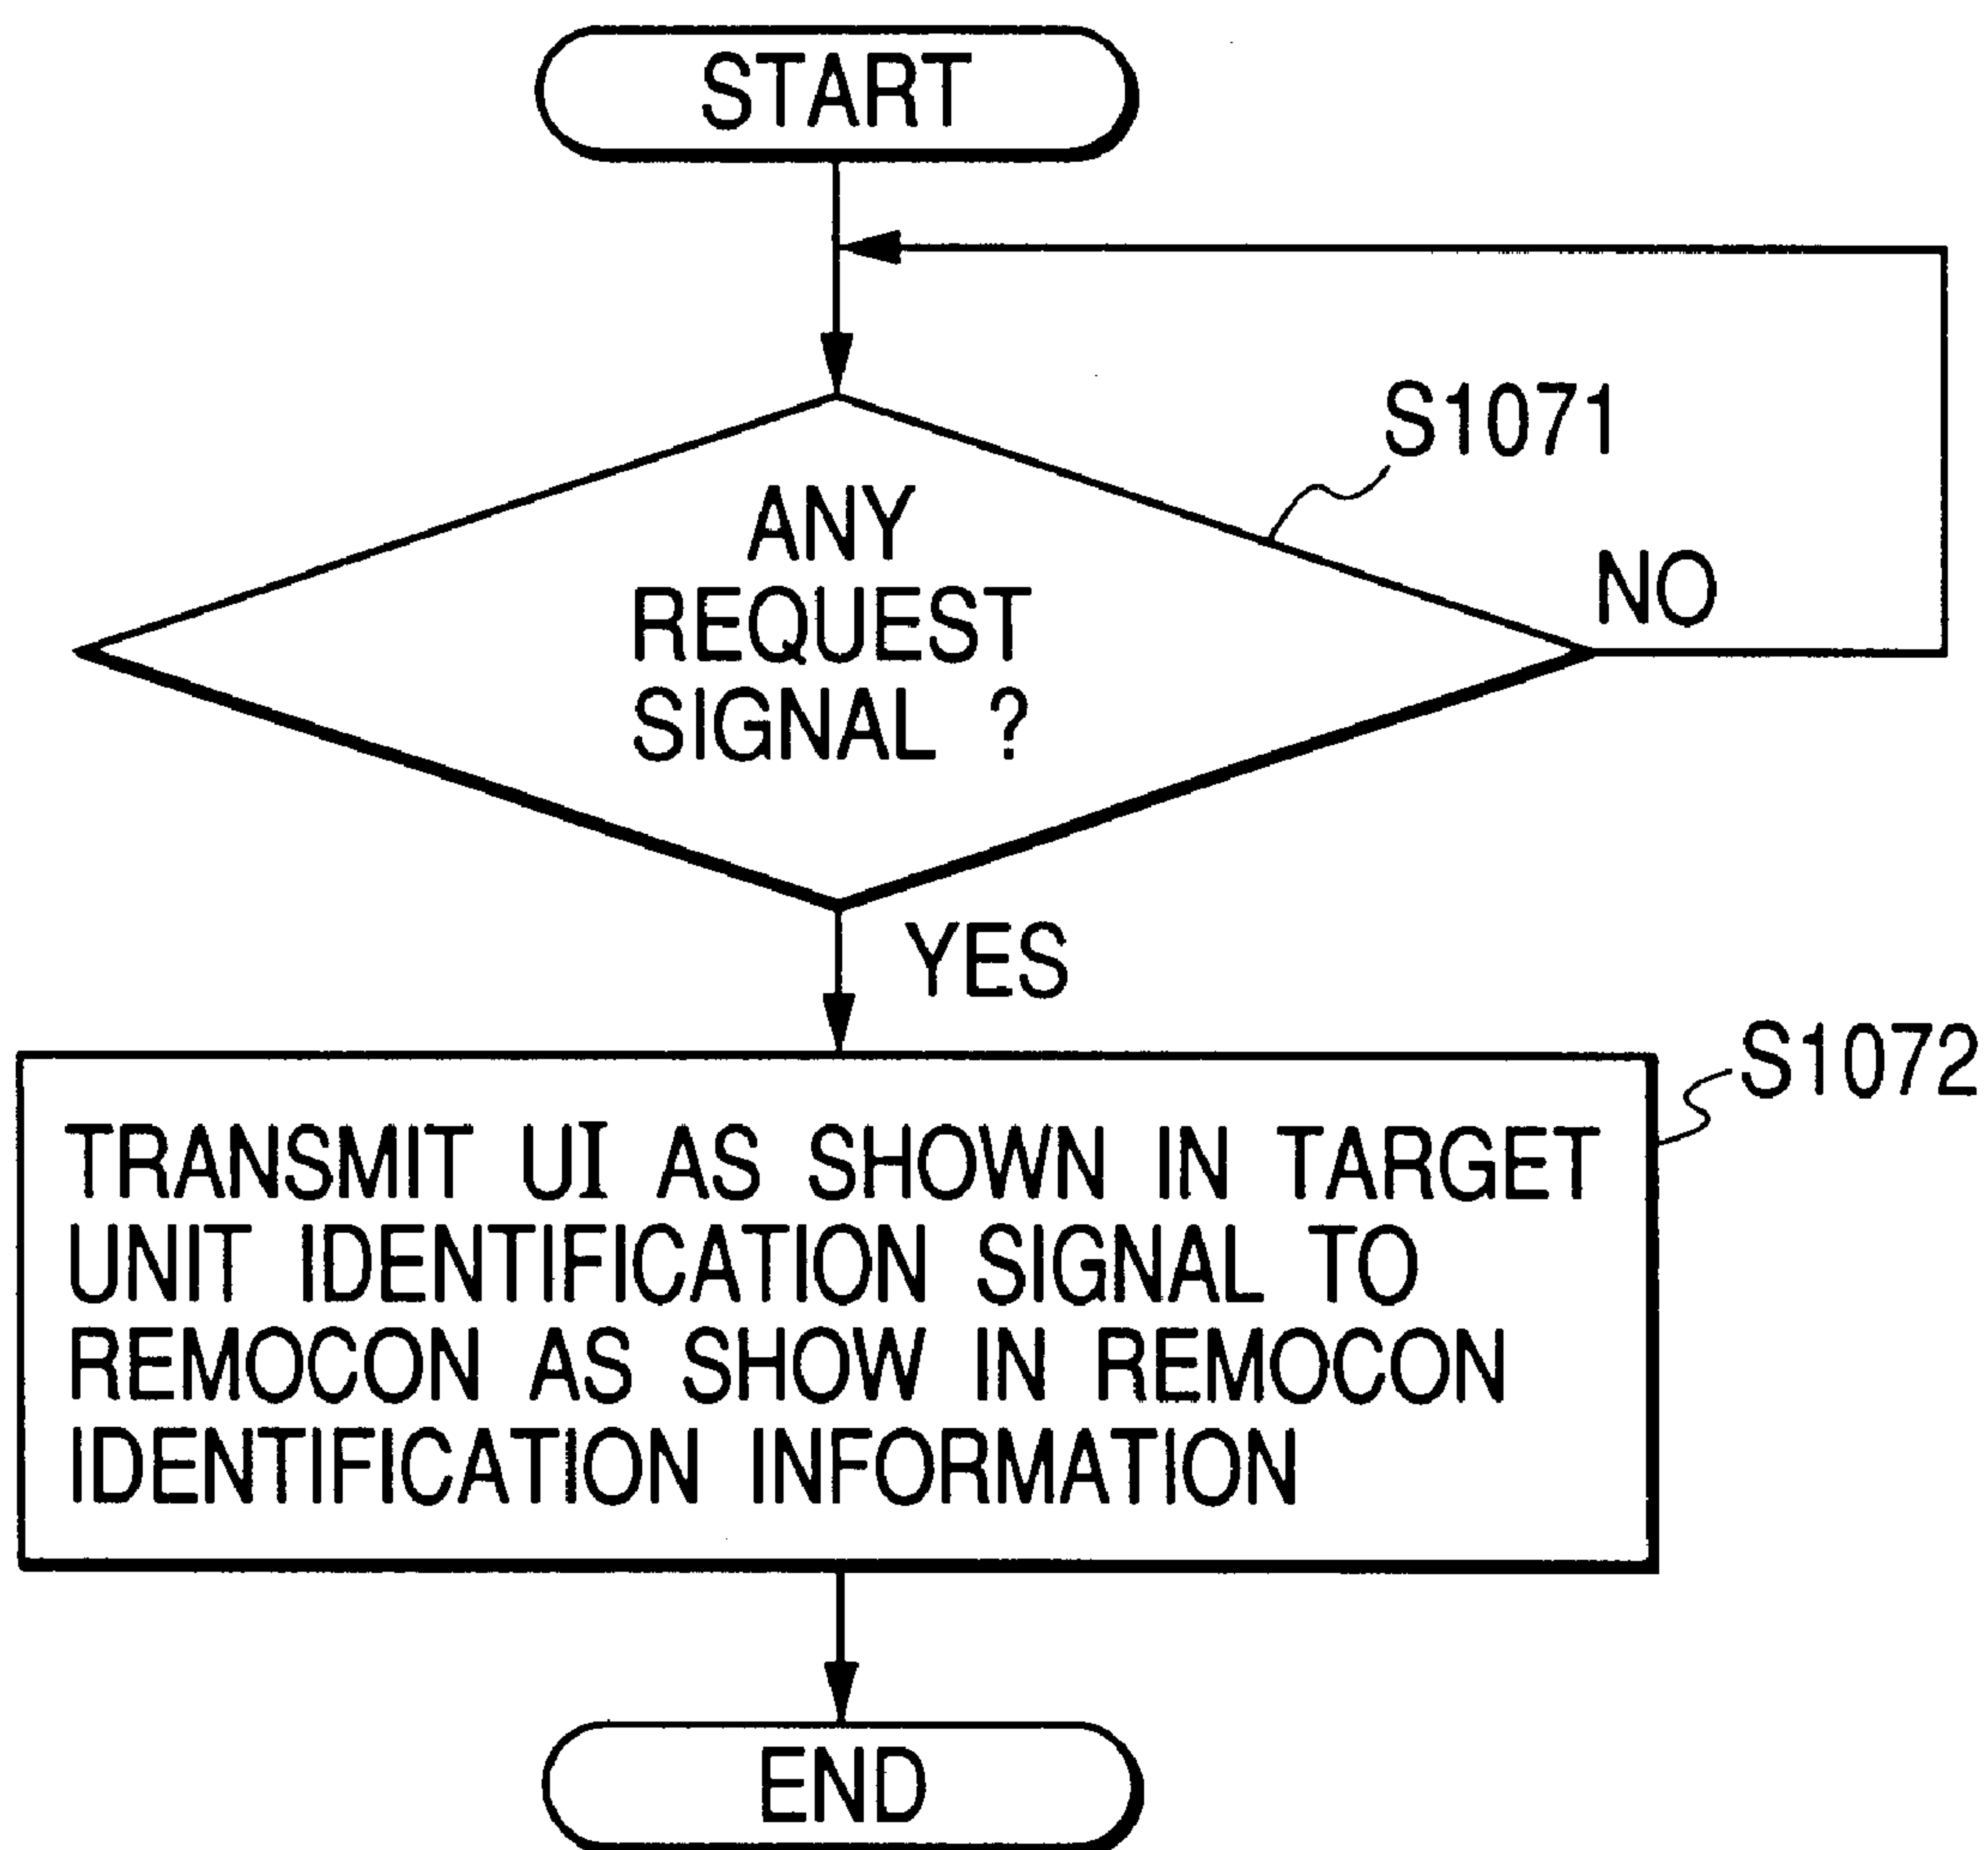 START
S1071
ANY
REQUEST
SIGNAL ?
NO
YES
S1072
TRANSMIT UI AS SHOWN IN TARGET
UNIT IDENTIFICATION SIGNAL TO
REMOCON AS SHOW IN REMOCON
IDENTIFICATION INFORMATION
END